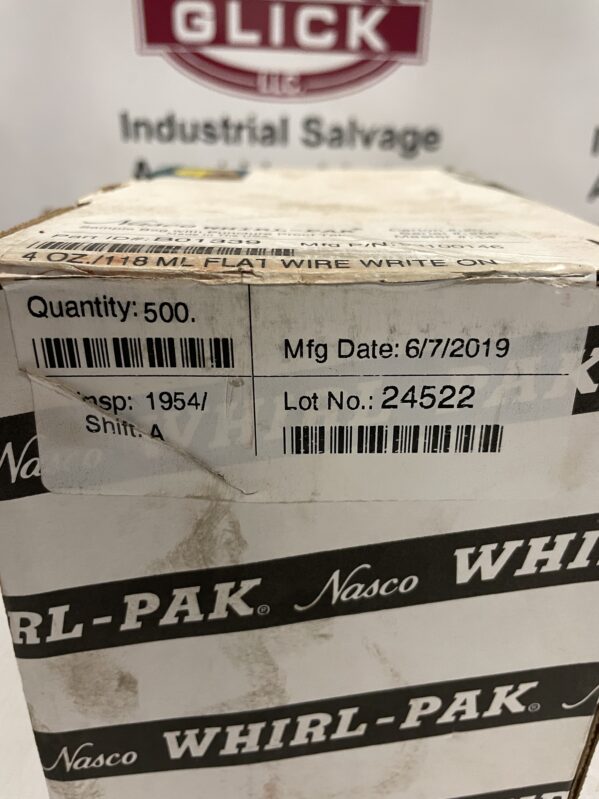 GLICK
LLC.
Industrial Salvage
Nasco WHIRL-PAK®
B01339 Mfg P/N:
4 OZ./118 ML FLAT WIRE WRITE ON
Quantity: 500.
Mfg Date: 6/7/2019
insp: 1954/
Shift: A
Lot No.: 24522
K
Nasco WHIRL-PAK
RL-PAK® Nasco WHI
Nasco WHIRL-PAK®